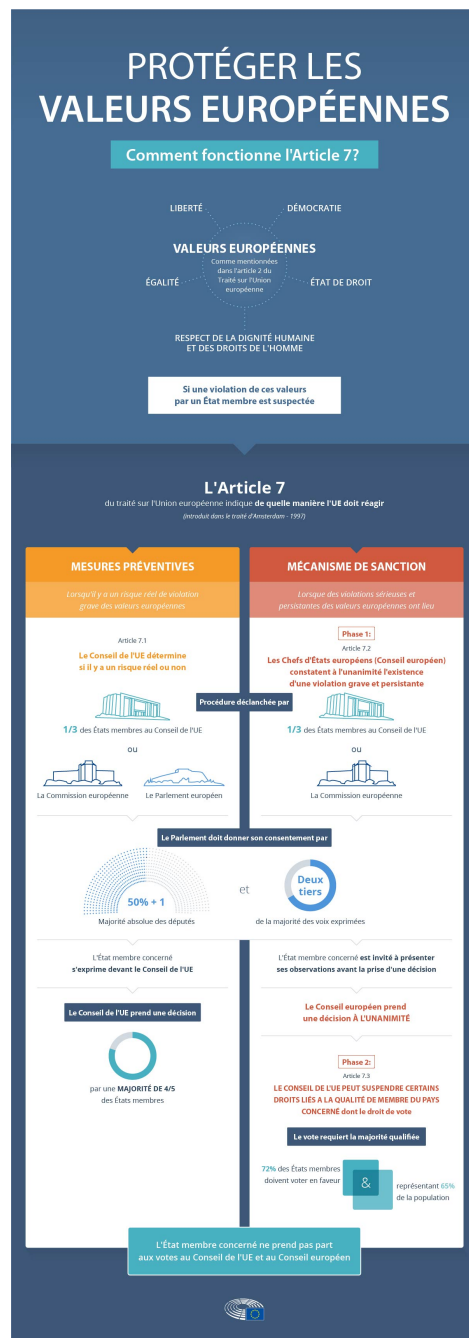 PROTÉGER LES
VALEURS EUROPÉENNES
Comment fonctionne l'Article 7?
LIBERTÉ
DÉMOCRATIE
VALEURS EUROPÉENNES
Comme mentionnées
dans l'article 2 du
Traité sur l'Union
européenne
ÉGALITÉ
ÉTAT DE DROIT
RESPECT DE LA DIGNITÉ HUMAINE
ET DES DROITS DE L'HOMME
Si une violation de ces valeurs
par un État membre est suspectée
L'Article 7
du traité sur l'Union européenne indique de quelle manière l'UE doit réagir
(introduit dans le traité d'Amsterdam - 1997)
MESURES PRÉVENTIVES
Lorsqu'il y a un risque réel de violation
grave des valeurs européennes
Article 7.1
Le Conseil de l'UE détermine
si il y a un risque réel ou non
MÉCANISME DE SANCTION
Lorsque des violations sérieuses et
persistantes des valeurs européennes ont lieu
Phase 1:
Article 7.2
Les Chefs d'États européens (Conseil européen)
constatent à l'unanimité l'existence
d'une violation grave et persistante
Procédure déclanchée par
1/3 des États membres au Conseil de l'UE
ou
La Commission européenne
Le Parlement européen
1/3 des États membres au Conseil de l'UE
ou
La Commission européenne
Le Parlement doit donner son consentement par
50% + 1
Majorité absolue des députés
et
Deux
tiers
de la majorité des voix exprimées
L'État membre concerné
s'exprime devant le Conseil de l'UE
Le Conseil de l'UE prend une décision
par une MAJORITÉ DE 4/5
des États membres
L'État membre concerné est invité à présenter
ses observations avant la prise d'une décision
Le Conseil européen prend
une décision À L'UNANIMITÉ
Phase 2:
Article 7.3
LE CONSEIL DE L'UE PEUT SUSPENDRE CERTAINS
DROITS LIÉS A LA QUALITÉ DE MEMBRE DU PAYS
CONCERNÉ dont le droit de vote
Le vote requiert la majorité qualifiée
72% des États membres
doivent voter en faveur
&
représentant 65%
de la population
L'État membre concerné ne prend pas part
aux votes au Conseil de l'UE et au Conseil européen